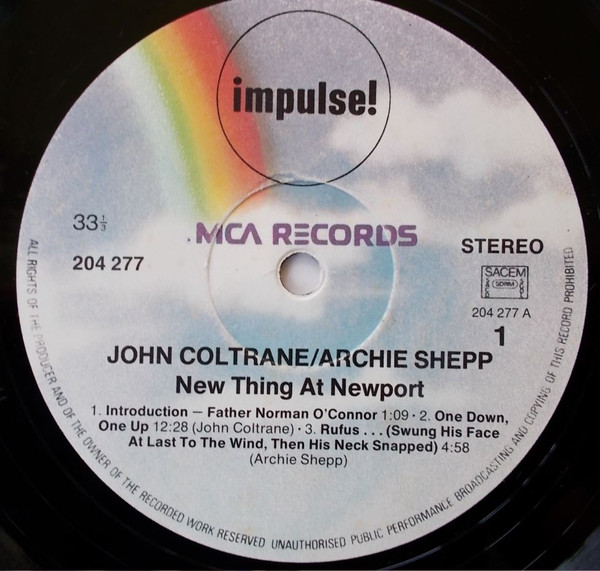 impulse!
MCA RECORDS
33⅓
204 277
STEREO
SACEM
SDRM
204 277 A
1
JOHN COLTRANE/ARCHIE SHEPP
New Thing At Newport
1. Introduction – Father Norman O'Connor 1:09 · 2. One Down,
One Up 12:28 (John Coltrane) · 3. Rufus . . . (Swung His Face
At Last To The Wind, Then His Neck Snapped) 4:58
(Archie Shepp)
ALL RIGHTS OF THE PRODUCER AND OF THE OWNER OF THE RECORDED WORK RESERVED UNAUTHORISED PUBLIC PERFORMANCE BROADCASTING AND COPYING OF THIS RECORD PROHIBITED